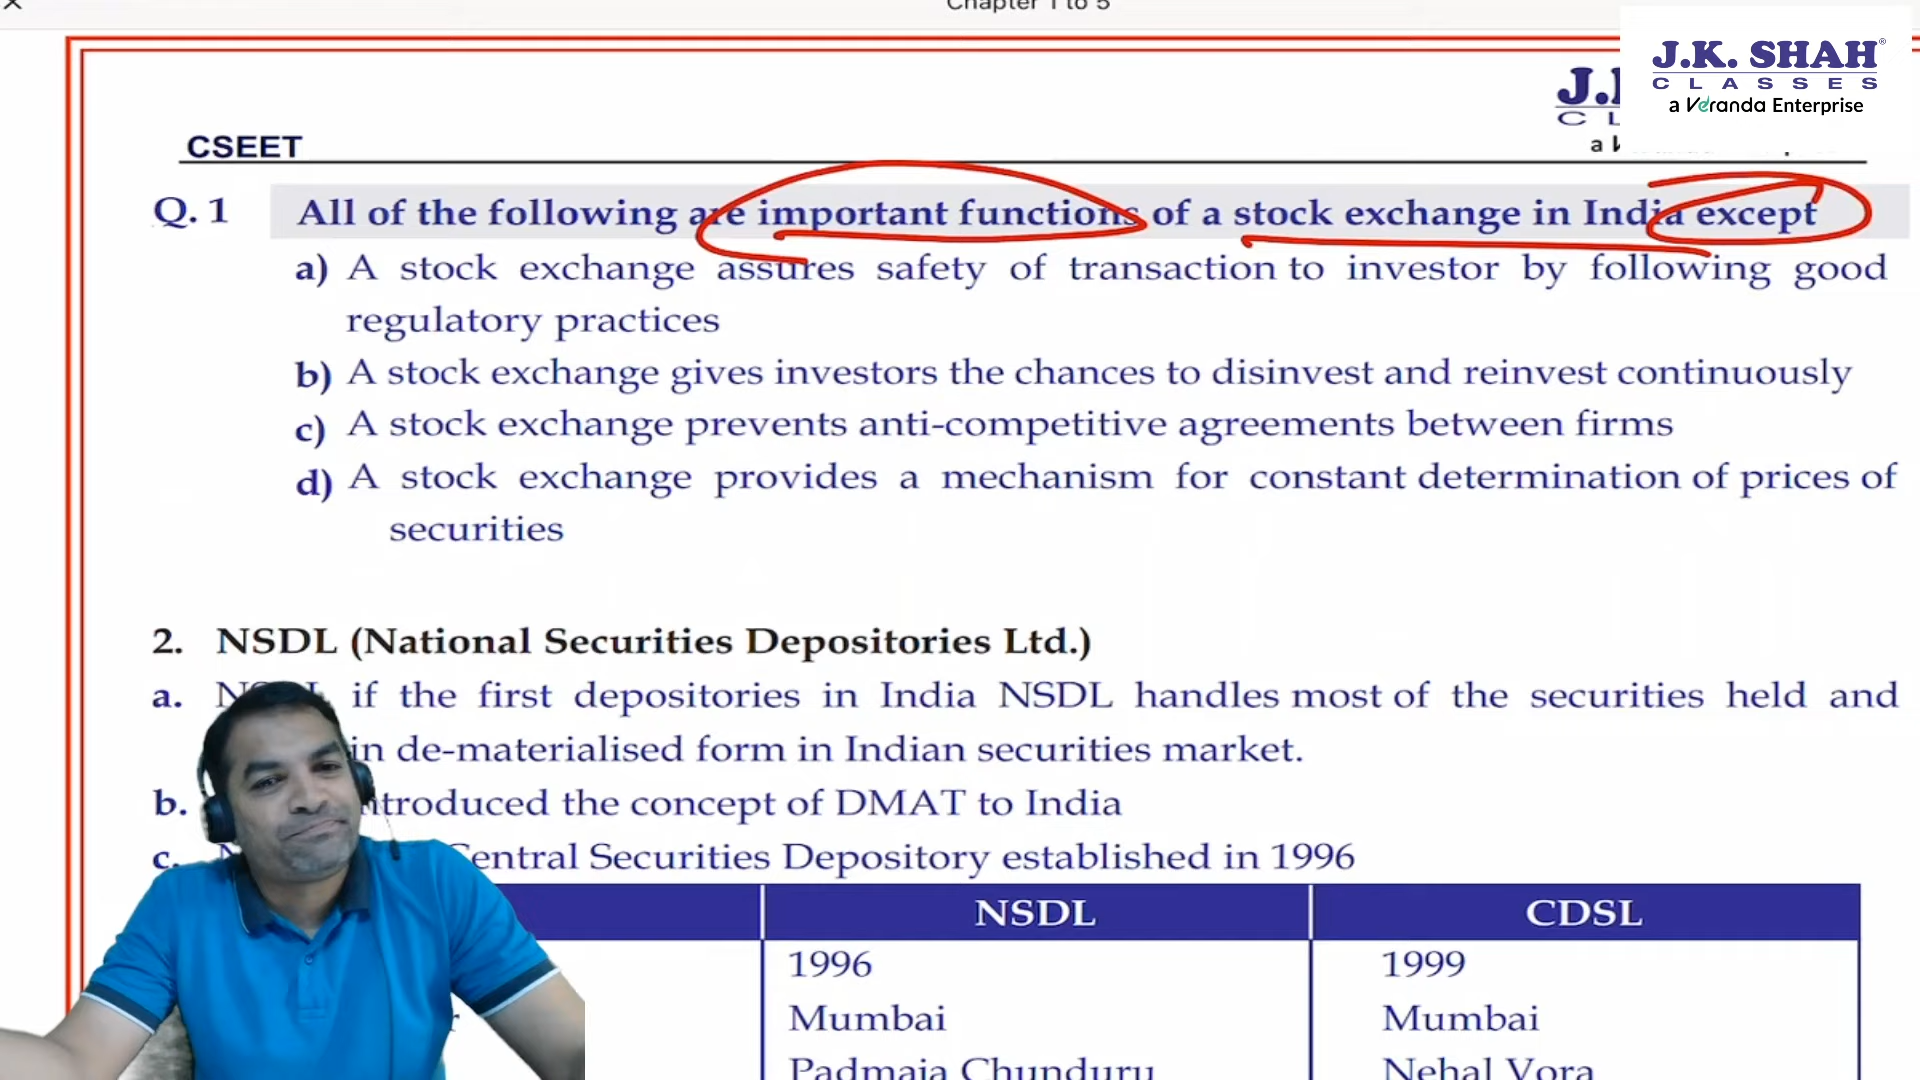 Chapter 1 to 5
J.K. SHAH®
CLASSES
a Veranda Enterprise
CSEET
Q. 1 All of the following are important functions of a stock exchange in India except
a) A stock exchange assures safety of transaction to investor by following good
regulatory practices
b) A stock exchange gives investors the chances to disinvest and reinvest continuously
c) A stock exchange prevents anti-competitive agreements between firms
d) A stock exchange provides a mechanism for constant determination of prices of
securities
2. NSDL (National Securities Depositories Ltd.)
a. if the first depositories in India NSDL handles most of the securities held and
in de-materialised form in Indian securities market.
b. the concept of DMAT to India
c. Central Securities Depository established in 1996
NSDL CDSL
1996 1999
Mumbai Mumbai
Padmaja Chunduru Nehal Vora